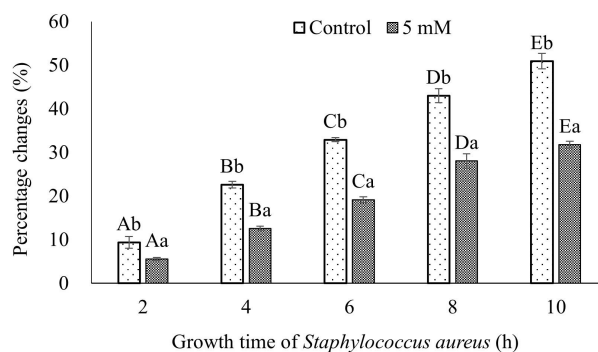 60
50
40
30
20
10
0
Percentage changes (%)
Control
5 mM
Ab
Aa
Bb
Ba
Cb
Ca
Db
Da
Eb
Ea
2 4 6 8 10
Growth time of Staphylococcus aureus (h)